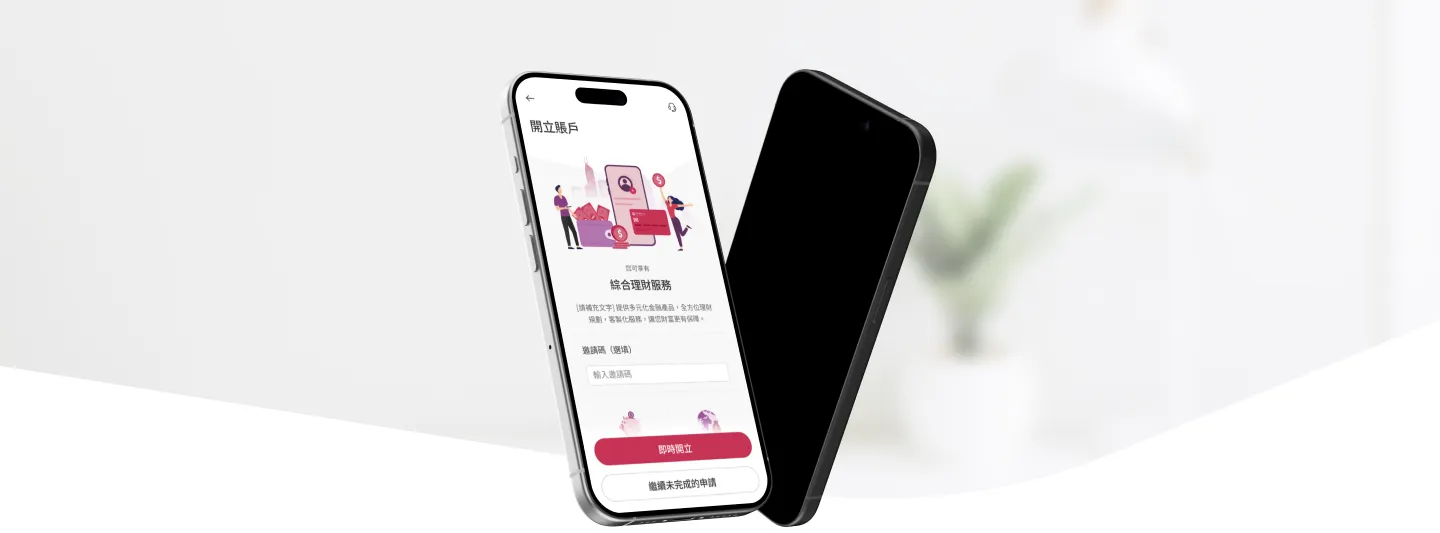 開立賬戶
您可享有
綜合理財服務
[請補充文字] 提供多元化金融產品，全方位理財
規劃，客製化服務，讓您財富更有保障。
邀請碼（選填）
輸入邀請碼
即時開立
繼續未完成的申請